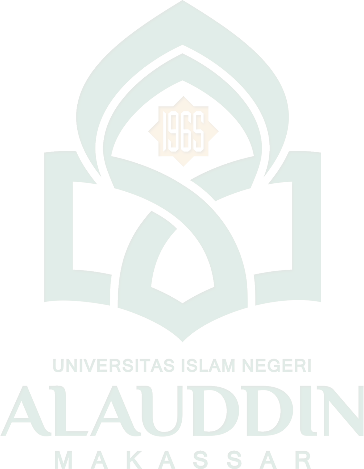 1965
UNIVERSITAS ISLAM NEGERI
ALAUDDIN
MAKASSAR